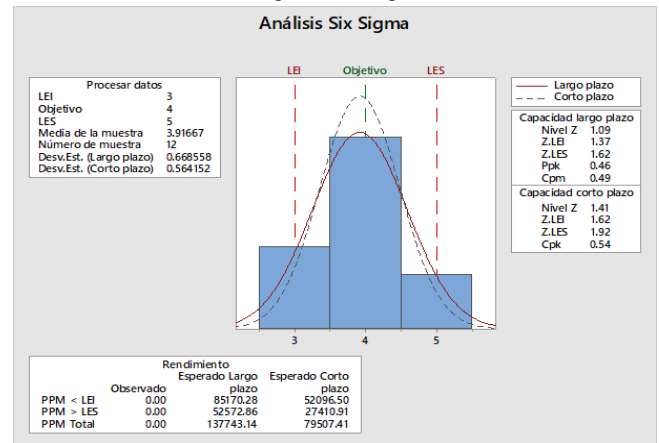 Análisis Six Sigma
Procesar datos
LEI 3
Objetivo 4
LES 5
Media de la muestra 3.91667
Número de muestra 12
Desv.Est. (Largo plazo) 0.668558
Desv.Est. (Corto plazo) 0.564152
LEI Objetivo LES
3 4 5
Largo plazo
Corto plazo
Capacidad largo plazo
Nivel Z 1.09
Z.LEI 1.37
Z.LES 1.62
Ppk 0.46
Cpm 0.49
Capacidad corto plazo
Nivel Z 1.41
Z.LEI 1.62
Z.LES 1.92
Cpk 0.54
Rendimiento
Esperado Largo Esperado Corto
Observado plazo plazo
PPM < LEI 0.00 85170.28 52096.50
PPM > LES 0.00 52572.86 27410.91
PPM Total 0.00 137743.14 79507.41